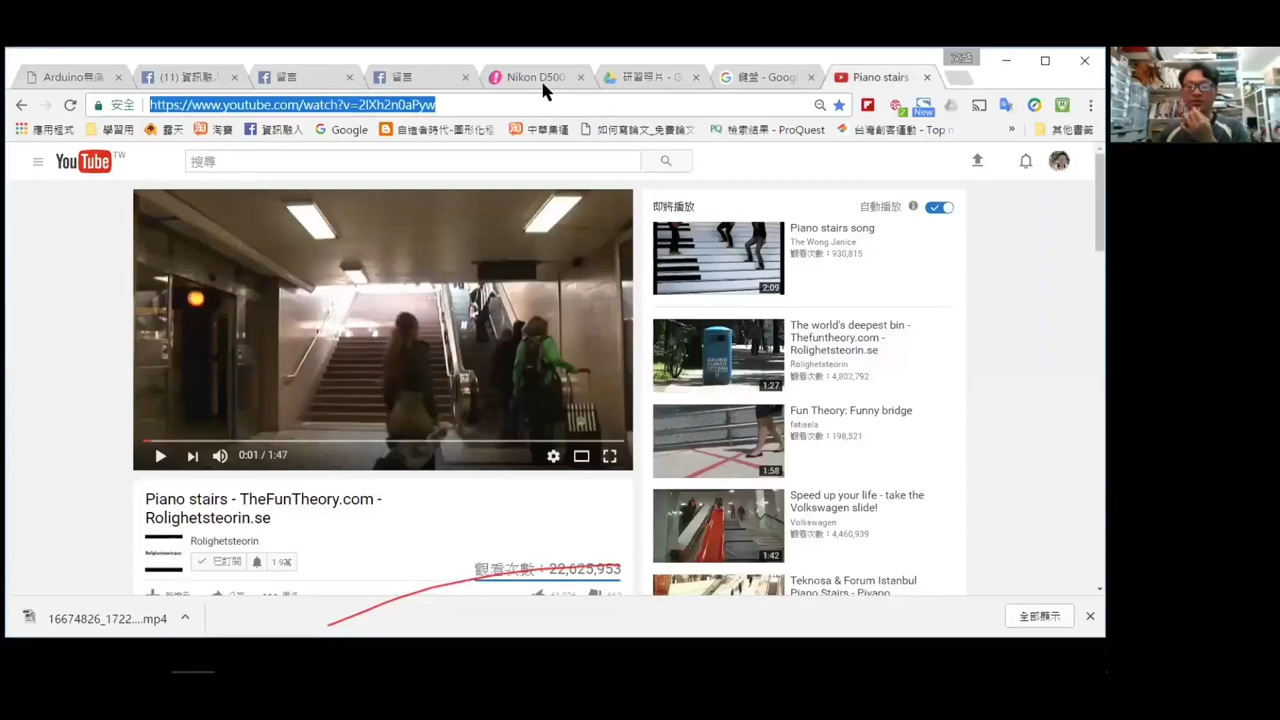 Arduino無痛
(11) 資訊融入
留言
留言
Nikon D500
研習照片 - G
鍵盤 - Googl
Piano stairs -
安全
https://www.youtube.com/watch?v=2lXh2n0aPyw
New
應用程式
學習用
露天
淘寶
資訊融入
Google
自造者時代-圖形化程
中華集運
如何寫論文_免費論文
檢索結果 - ProQuest
台灣創客運動 - Top n
»
其他書籤
YouTube TW
搜尋
即將播放
自動播放
Piano stairs song
The Wong Janice
觀看次數：930,815
2:09
The world's deepest bin -
Thefuntheory.com -
Rolighetsteorin.se
Rolighetsteorin
觀看次數：4,802,792
1:27
Fun Theory: Funny bridge
fatisela
觀看次數：198,521
1:58
Speed up your life - take the
Volkswagen slide!
Volkswagen
觀看次數：4,460,939
1:42
Teknosa & Forum Istanbul
Piano Stairs - Piyano
0:01 / 1:47
Piano stairs - TheFunTheory.com -
Rolighetsteorin.se
Rolighetsteorin
已訂閱
觀看次數：22,625,953
16674826_1722....mp4
全部顯示